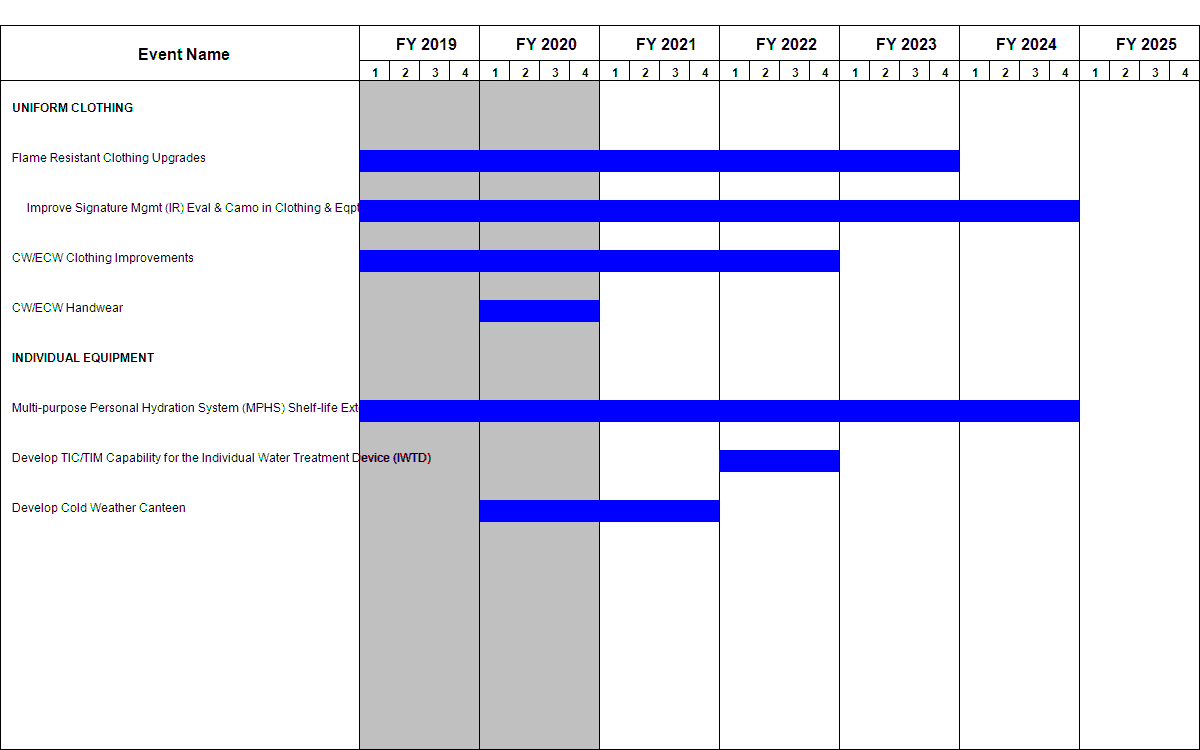 Event Name FY 2019 FY 2020 FY 2021 FY 2022 FY 2023 FY 2024 FY 2025
1 2 3 4 1 2 3 4 1 2 3 4 1 2 3 4 1 2 3 4 1 2 3 4 1 2 3 4
UNIFORM CLOTHING
Flame Resistant Clothing Upgrades
Improve Signature Mgmt (IR) Eval & Camo in Clothing & Eqpt
CW/ECW Clothing Improvements
CW/ECW Handwear
INDIVIDUAL EQUIPMENT
Multi-purpose Personal Hydration System (MPHS) Shelf-life Ext
Develop TIC/TIM Capability for the Individual Water Treatment Device (IWTD)
Develop Cold Weather Canteen